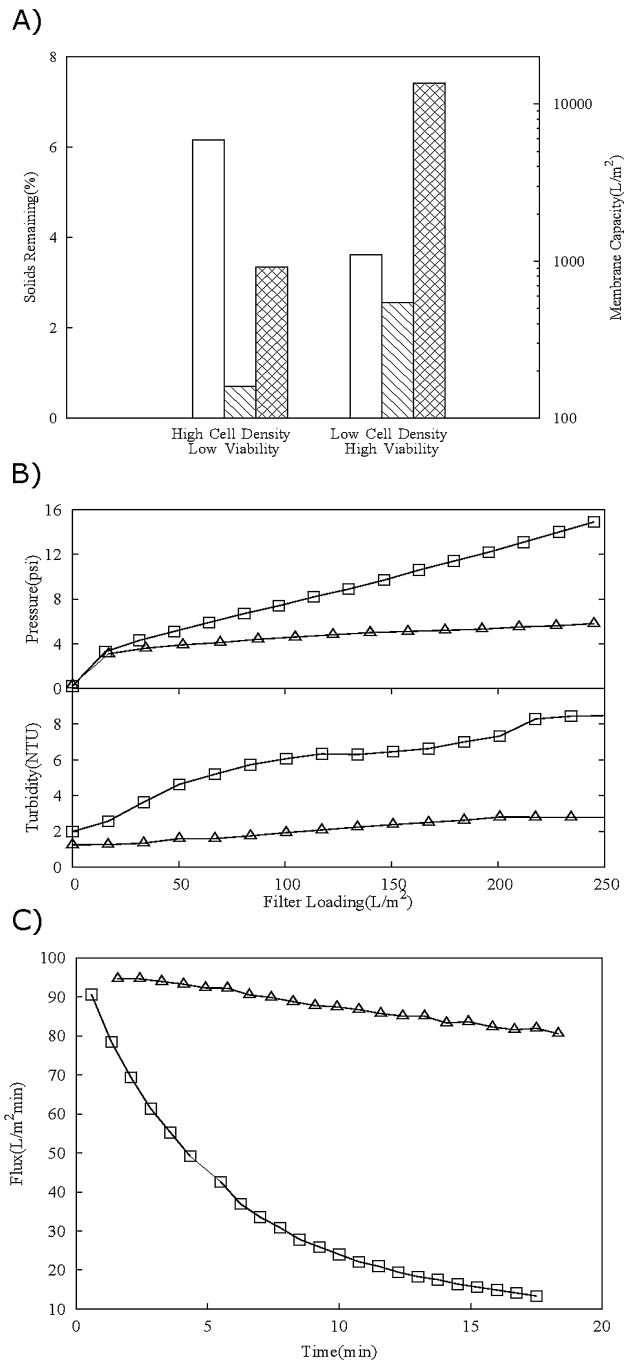 A)
8
6
4
2
0
Solids Remaining(%)
10000
1000
100
Membrane Capacity(L/m²)
High Cell Density
Low Viability
Low Cell Density
High Viability
B)
16
12
8
4
0
Pressure(psi)
8
6
4
2
0
Turbidity(NTU)
0 50 100 150 200 250
Filter Loading(L/m²)
C)
100
90
80
70
60
50
40
30
20
10
Flux(L/m²min)
0 5 10 15 20
Time(min)